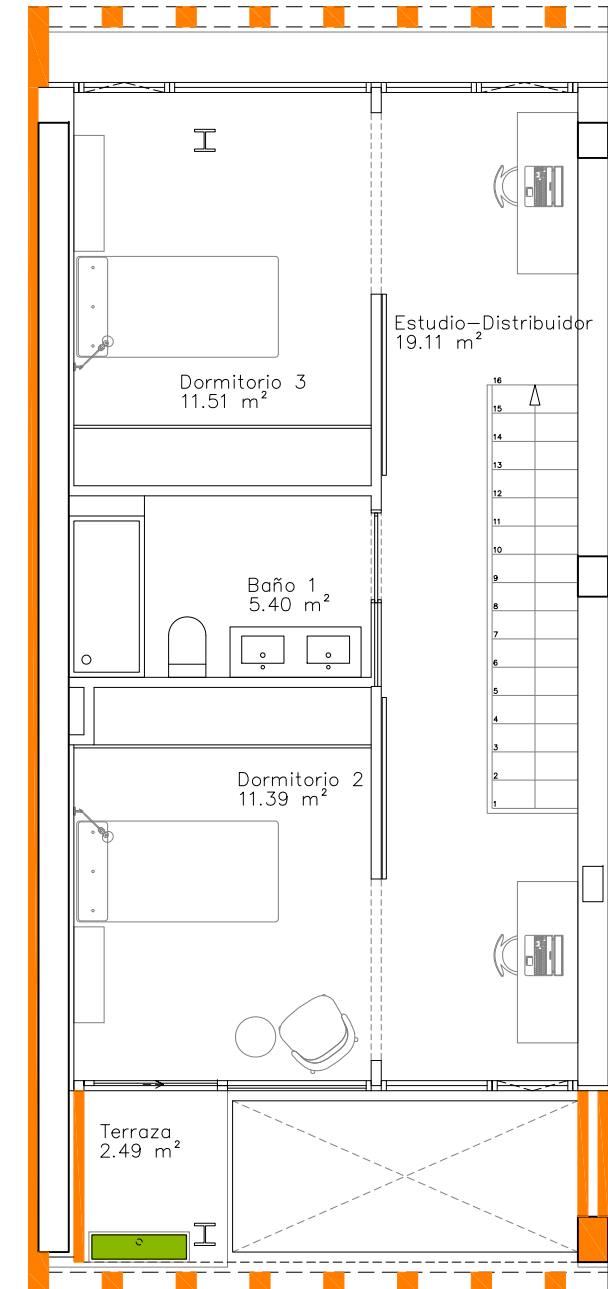 Estudio-Distribuidor
19.11 m²
Dormitorio 3
11.51 m²
16
15
14
13
12
11
10
9
8
7
6
5
4
3
2
1
Baño 1
5.40 m²
Dormitorio 2
11.39 m²
Terraza
2.49 m²